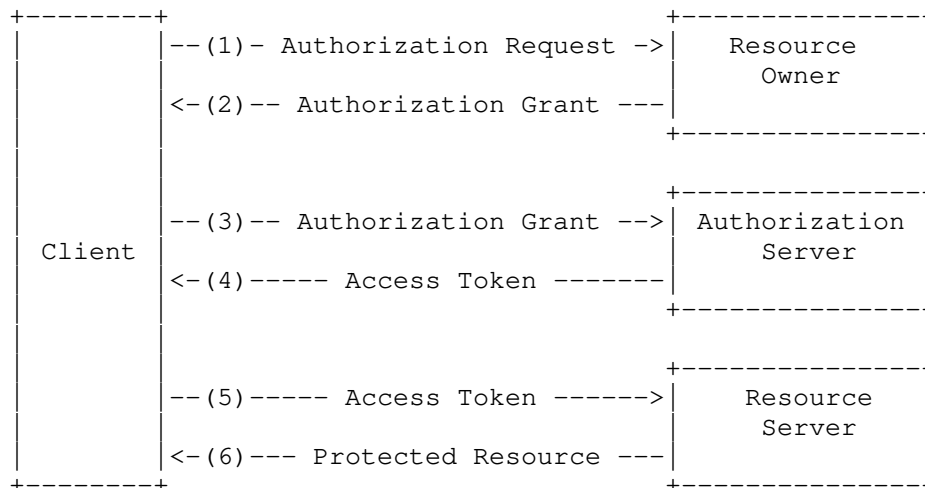 --(1)- Authorization Request ->| Resource
Owner
<-(2)-- Authorization Grant ---|
--(3)-- Authorization Grant -->| Authorization
Client Server
<-(4)----- Access Token -------|
--(5)----- Access Token ------>| Resource
Server
<-(6)--- Protected Resource ---|